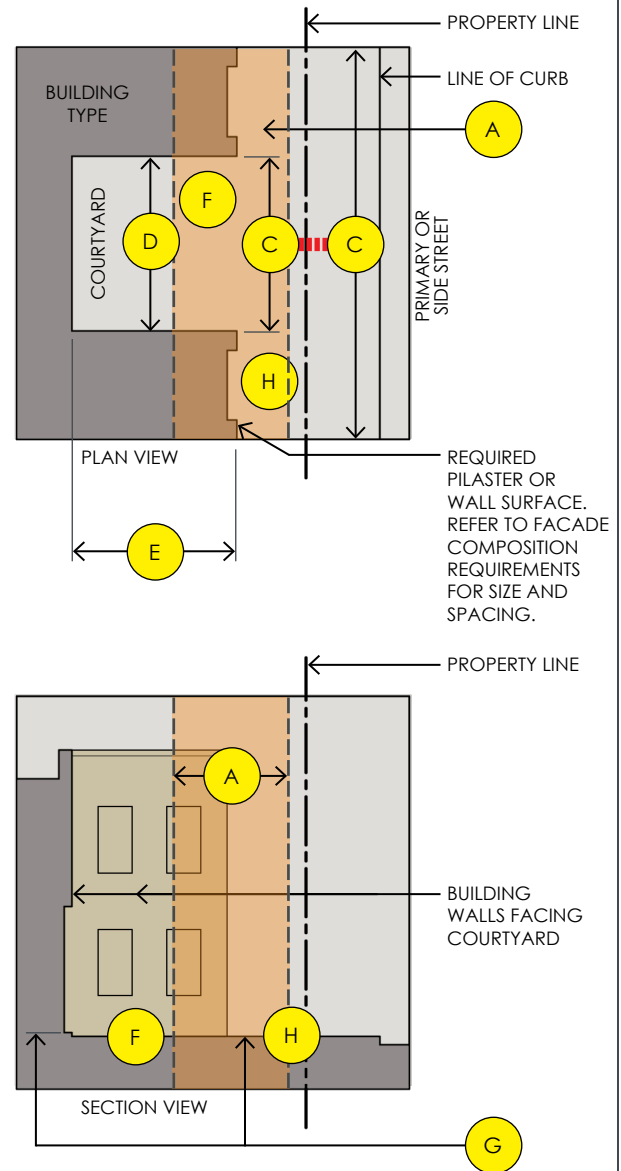 PROPERTY LINE
LINE OF CURB
BUILDING
TYPE
A
F
COURTYARD
D
C
C
PRIMARY OR
SIDE STREET
H
PLAN VIEW
REQUIRED
PILASTER OR
WALL SURFACE.
REFER TO FACADE
COMPOSITION
REQUIREMENTS
FOR SIZE AND
SPACING.
E
PROPERTY LINE
A
BUILDING
WALLS FACING
COURTYARD
F
H
SECTION VIEW
G